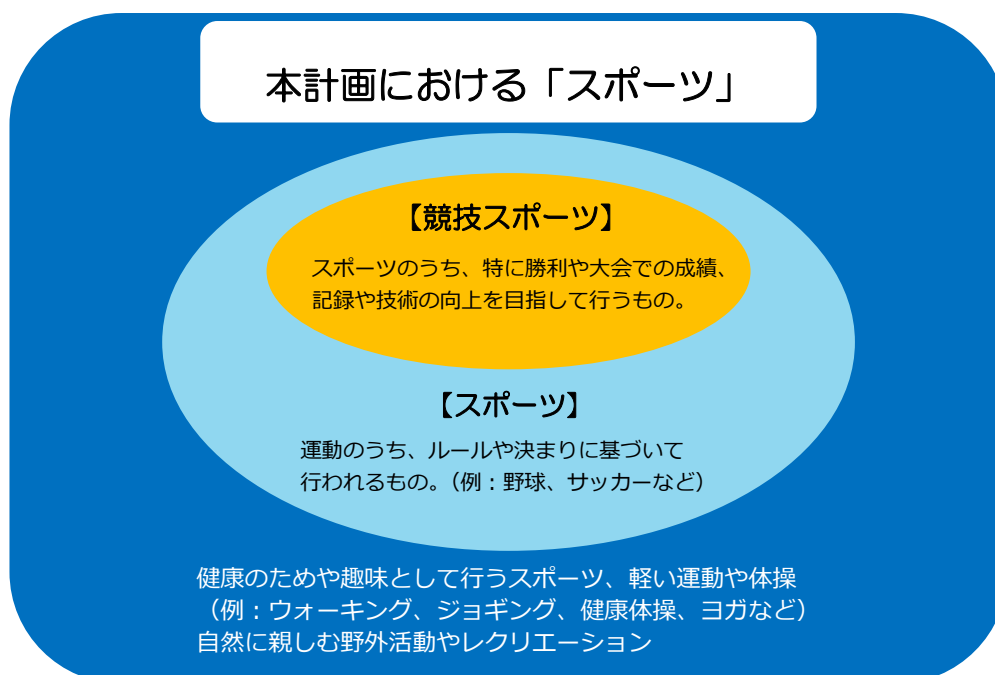 本計画における「スポーツ」
【競技スポーツ】
スポーツのうち、特に勝利や大会での成績、
記録や技術の向上を目指して行うもの。
【スポーツ】
運動のうち、ルールや決まりに基づいて
行われるもの。（例：野球、サッカーなど）
健康のためや趣味として行うスポーツ、軽い運動や体操
（例：ウォーキング、ジョギング、健康体操、ヨガなど）
自然に親しむ野外活動やレクリエーション